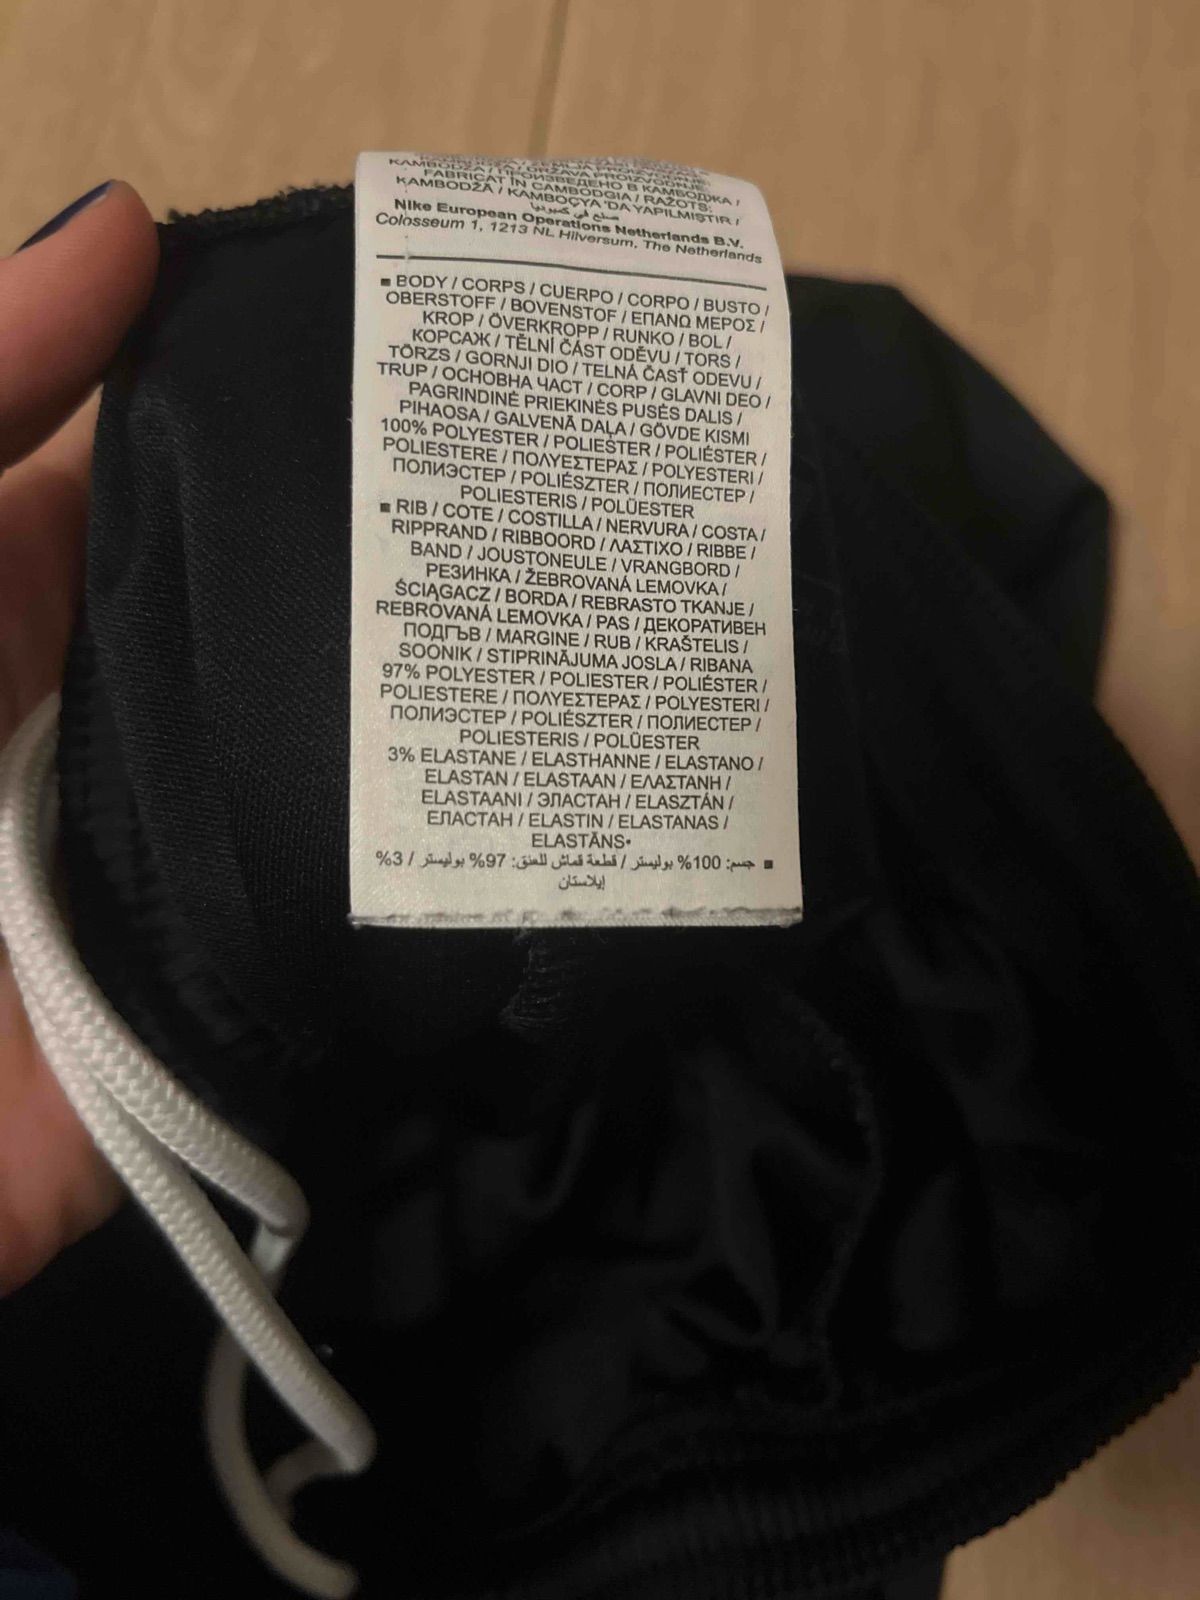 KAMBODŽA / ПРОИЗВЕДЕНО В КАМБОДЖА /
FABRICAT ÎN CAMBODGIA / RAŽOTS:
KAMBODŽĀ / KAMBOÇYA 'DA YAPILMIŞTIR /
صنع في كمبوديا
Nike European Operations Netherlands B.V.
Colosseum 1, 1213 NL Hilversum, The Netherlands
■ BODY / CORPS / CUERPO / CORPO / BUSTO /
OBERSTOFF / BOVENSTOF / ΕΠΑΝΩ ΜΕΡΟΣ /
KROP / ÖVERKROPP / RUNKO / BOL /
КОРСАЖ / TĚLNÍ ČÁST ODĚVU / TORS /
TÖRZS / GORNJI DIO / TELNÁ ČASŤ ODEVU /
TRUP / ОСНОВНА ЧАСТ / CORP / GLAVNI DEO /
PAGRINDINĖ PRIEKINĖS PUSĖS DALIS /
PIHAOSA / GALVENĀ DAĻA / GÖVDE KISMI
100% POLYESTER / POLIESTER / POLIÉSTER /
POLIESTERE / ΠΟΛΥΕΣΤΕΡΑΣ / POLYESTERI /
ПОЛИЭСТЕР / POLIÉSZTER / ПОЛИЕСТЕР /
POLIESTERIS / POLÜESTER
■ RIB / COTE / COSTILLA / NERVURA / COSTA /
RIPPRAND / RIBBOORD / ΛΑΣΤΙΧΟ / RIBBE /
BAND / JOUSTONEULE / VRANGBORD /
РЕЗИНКА / ŽEBROVANÁ LEMOVKA /
ŚCIĄGACZ / BORDA / REBRASTO TKANJE /
REBROVANÁ LEMOVKA / PAS / ДЕКОРАТИВЕН
ПОДГЪВ / MARGINE / RUB / KRAŠTELIS /
SOONIK / STIPRINĀJUMA JOSLA / RIBANA
97% POLYESTER / POLIESTER / POLIÉSTER /
POLIESTERE / ΠΟΛΥΕΣΤΕΡΑΣ / POLYESTERI /
ПОЛИЭСТЕР / POLIÉSZTER / ПОЛИЕСТЕР /
POLIESTERIS / POLÜESTER
3% ELASTANE / ELASTHANNE / ELASTANO /
ELASTAN / ELASTAAN / ΕΛΑΣΤΑΝΗ /
ELASTAANI / ЭЛАСТАН / ELASZTÁN /
ЕЛАСТАН / ELASTIN / ELASTANAS /
ELASTĀNS•
■ جسم: 100% بوليستر / قطعة قماش للعنق: 97% بوليستر / 3%
إيلاستان